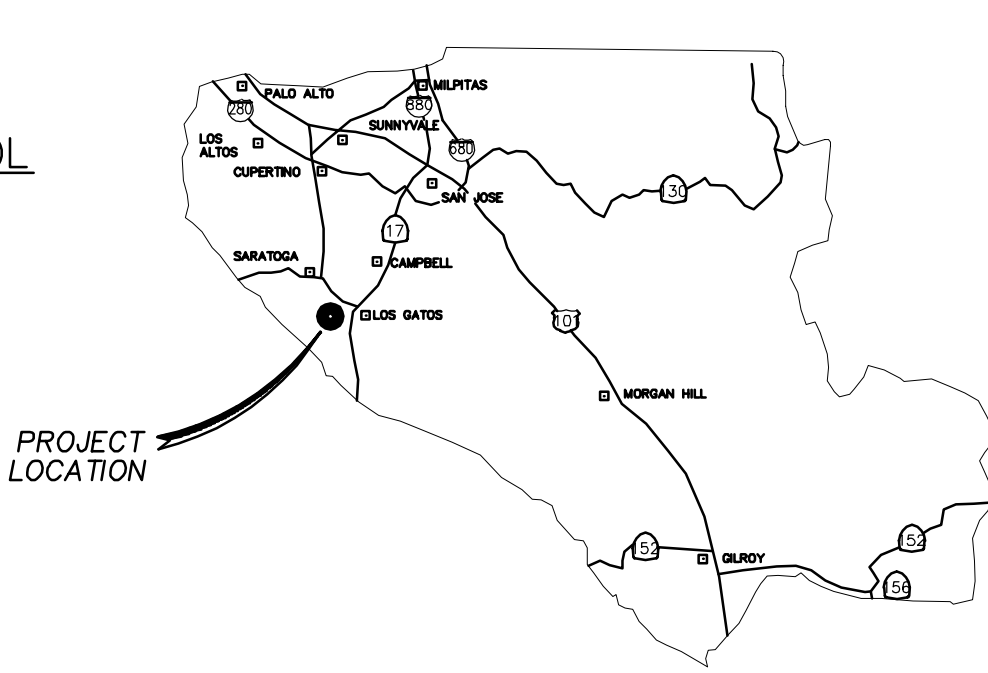 OL
PALO ALTO
MILPITAS
280
880
SUNNYVALE
LOS
ALTOS
680
CUPERTINO
130
SAN JOSE
17
SARATOGA
CAMPBELL
LOS GATOS
101
MORGAN HILL
PROJECT
LOCATION
152
GILROY
152
156